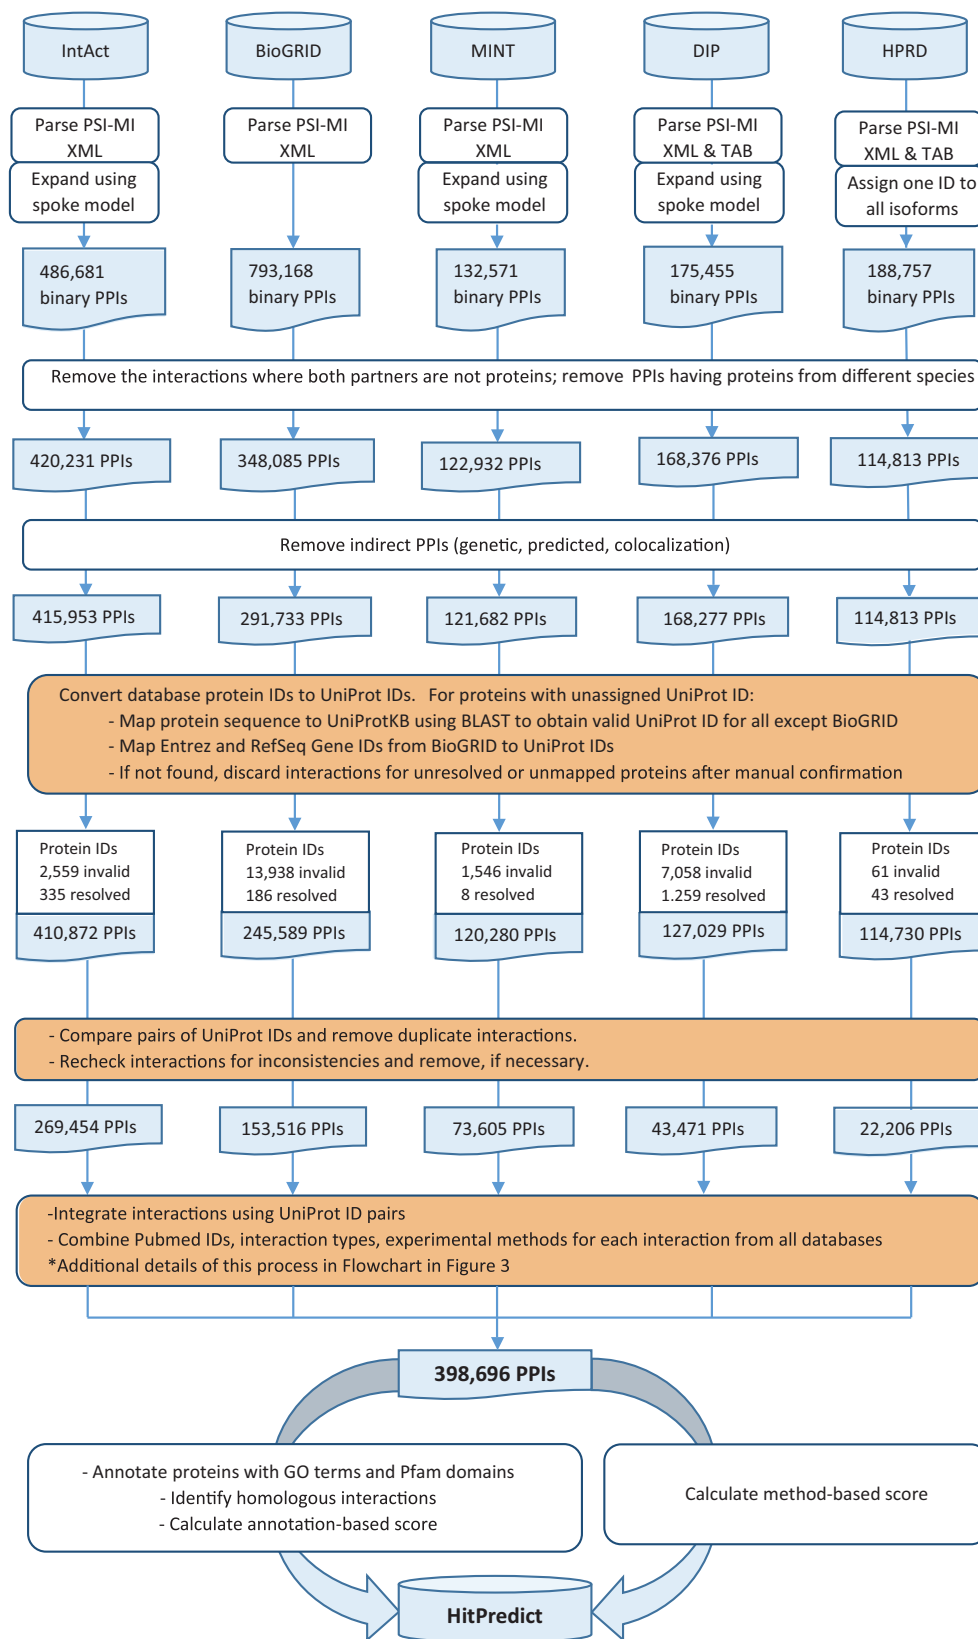 IntAct
BioGRID
MINT
DIP
HPRD
Parse PSI-MI
XML
Parse PSI-MI
XML
Parse PSI-MI
XML
Parse PSI-MI
XML & TAB
Parse PSI-MI
XML & TAB
Expand using
spoke model
Expand using
spoke model
Expand using
spoke model
Assign one ID to
all isoforms
486,681
binary PPIs
793,168
binary PPIs
132,571
binary PPIs
175,455
binary PPIs
188,757
binary PPIs
Remove the interactions where both partners are not proteins; remove PPIs having proteins from different species
420,231 PPIs
348,085 PPIs
122,932 PPIs
168,376 PPIs
114,813 PPIs
Remove indirect PPIs (genetic, predicted, colocalization)
415,953 PPIs
291,733 PPIs
121,682 PPIs
168,277 PPIs
114,813 PPIs
Convert database protein IDs to UniProt IDs. For proteins with unassigned UniProt ID:
- Map protein sequence to UniProtKB using BLAST to obtain valid UniProt ID for all except BioGRID
- Map Entrez and RefSeq Gene IDs from BioGRID to UniProt IDs
- If not found, discard interactions for unresolved or unmapped proteins after manual confirmation
Protein IDs
2,559 invalid
335 resolved
Protein IDs
13,938 invalid
186 resolved
Protein IDs
1,546 invalid
8 resolved
Protein IDs
7,058 invalid
1.259 resolved
Protein IDs
61 invalid
43 resolved
410,872 PPIs
245,589 PPIs
120,280 PPIs
127,029 PPIs
114,730 PPIs
- Compare pairs of UniProt IDs and remove duplicate interactions.
- Recheck interactions for inconsistencies and remove, if necessary.
269,454 PPIs
153,516 PPIs
73,605 PPIs
43,471 PPIs
22,206 PPIs
-Integrate interactions using UniProt ID pairs
- Combine Pubmed IDs, interaction types, experimental methods for each interaction from all databases
*Additional details of this process in Flowchart in Figure 3
398,696 PPIs
- Annotate proteins with GO terms and Pfam domains
- Identify homologous interactions
- Calculate annotation-based score
Calculate method-based score
HitPredict